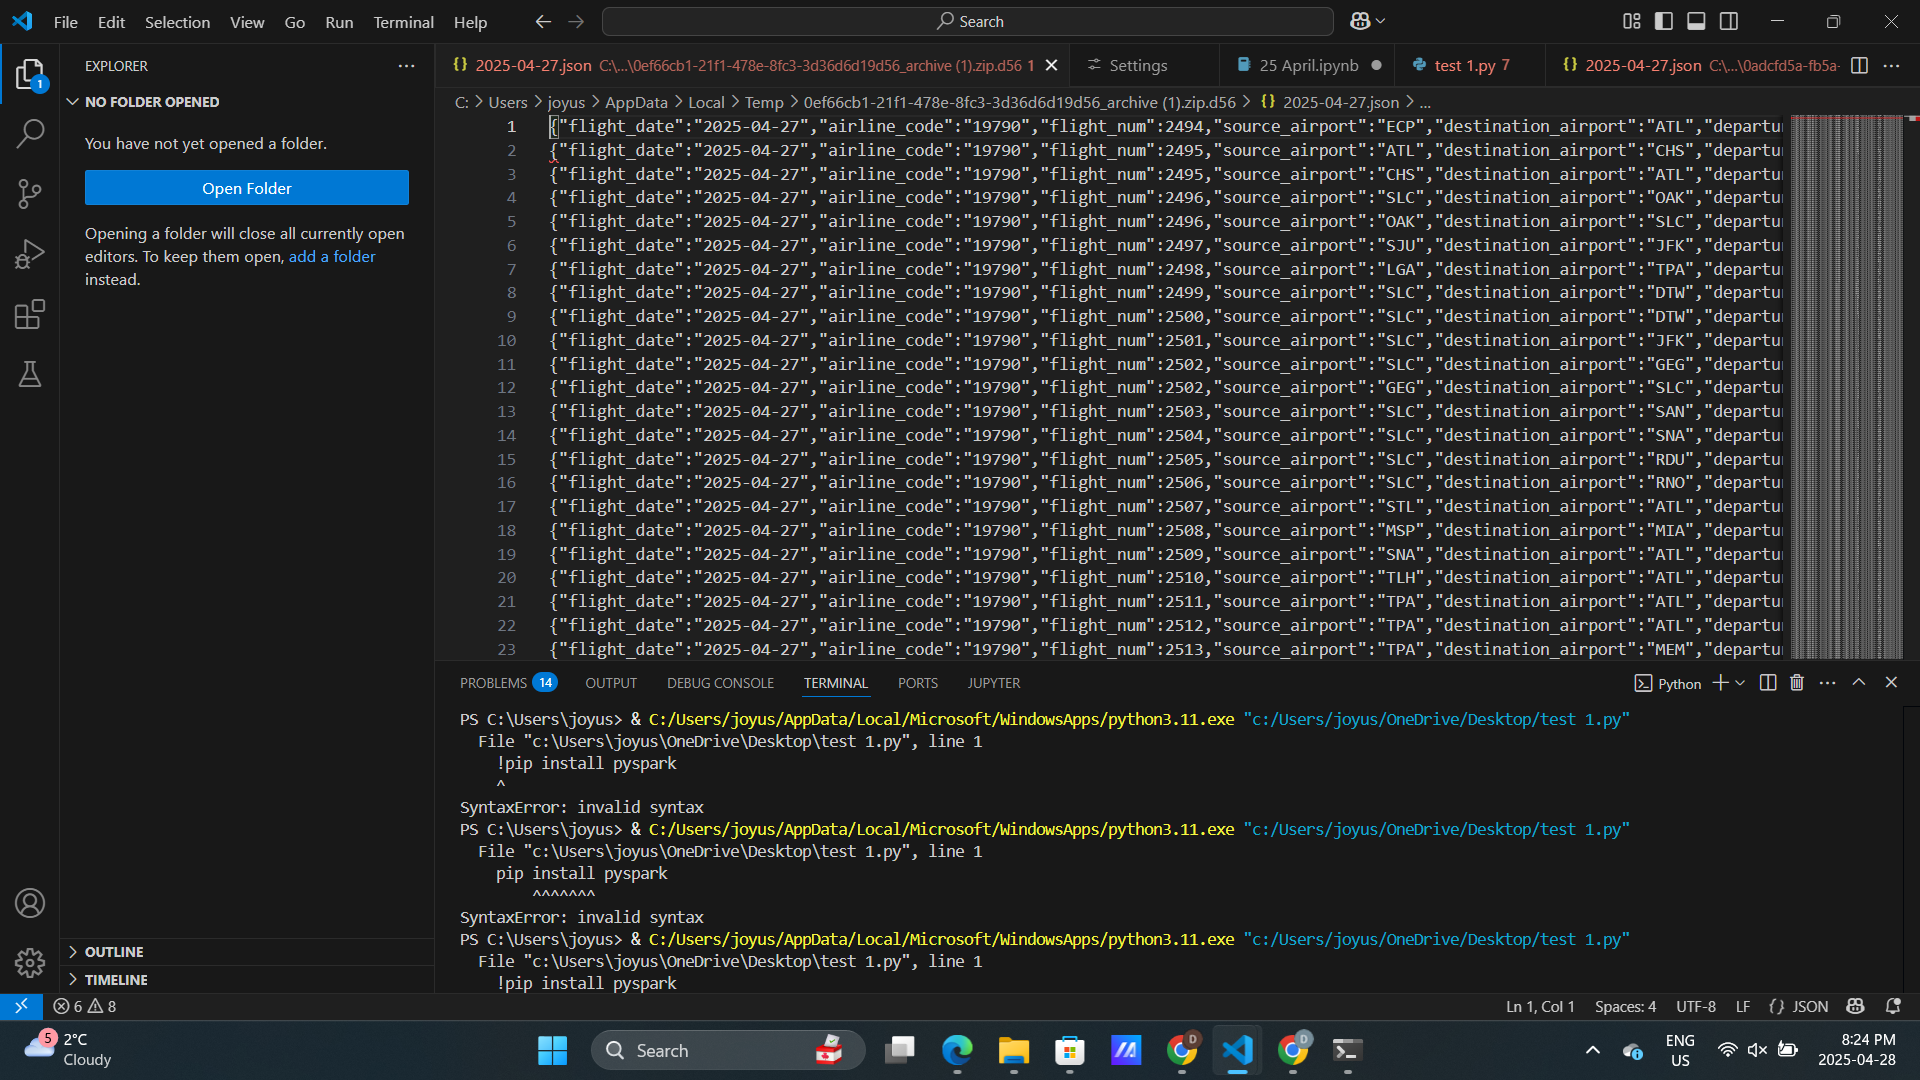 File Edit Selection View Go Run Terminal Help
Search
EXPLORER
NO FOLDER OPENED
You have not yet opened a folder.
Open Folder
Opening a folder will close all currently open
editors. To keep them open, add a folder
instead.
OUTLINE
TIMELINE
1
{} 2025-04-27.json C:\...\0ef66cb1-21f1-478e-8fc3-3d36d6d19d56_archive (1).zip.d56 1
Settings
25 April.ipynb
test 1.py 7
{} 2025-04-27.json C:\...\0adcfd5a-fb5a-
C: > Users > joyus > AppData > Local > Temp > 0ef66cb1-21f1-478e-8fc3-3d36d6d19d56_archive (1).zip.d56 > {} 2025-04-27.json > ...
1 {"flight_date":"2025-04-27","airline_code":"19790","flight_num":2494,"source_airport":"ECP","destination_airport":"ATL","departu
2 {"flight_date":"2025-04-27","airline_code":"19790","flight_num":2495,"source_airport":"ATL","destination_airport":"CHS","departu
3 {"flight_date":"2025-04-27","airline_code":"19790","flight_num":2495,"source_airport":"CHS","destination_airport":"ATL","departu
4 {"flight_date":"2025-04-27","airline_code":"19790","flight_num":2496,"source_airport":"SLC","destination_airport":"OAK","departu
5 {"flight_date":"2025-04-27","airline_code":"19790","flight_num":2496,"source_airport":"OAK","destination_airport":"SLC","departu
6 {"flight_date":"2025-04-27","airline_code":"19790","flight_num":2497,"source_airport":"SJU","destination_airport":"JFK","departu
7 {"flight_date":"2025-04-27","airline_code":"19790","flight_num":2498,"source_airport":"LGA","destination_airport":"TPA","departu
8 {"flight_date":"2025-04-27","airline_code":"19790","flight_num":2499,"source_airport":"SLC","destination_airport":"DTW","departu
9 {"flight_date":"2025-04-27","airline_code":"19790","flight_num":2500,"source_airport":"SLC","destination_airport":"DTW","departu
10 {"flight_date":"2025-04-27","airline_code":"19790","flight_num":2501,"source_airport":"SLC","destination_airport":"JFK","departu
11 {"flight_date":"2025-04-27","airline_code":"19790","flight_num":2502,"source_airport":"SLC","destination_airport":"GEG","departu
12 {"flight_date":"2025-04-27","airline_code":"19790","flight_num":2502,"source_airport":"GEG","destination_airport":"SLC","departu
13 {"flight_date":"2025-04-27","airline_code":"19790","flight_num":2503,"source_airport":"SLC","destination_airport":"SAN","departu
14 {"flight_date":"2025-04-27","airline_code":"19790","flight_num":2504,"source_airport":"SLC","destination_airport":"SNA","departu
15 {"flight_date":"2025-04-27","airline_code":"19790","flight_num":2505,"source_airport":"SLC","destination_airport":"RDU","departu
16 {"flight_date":"2025-04-27","airline_code":"19790","flight_num":2506,"source_airport":"SLC","destination_airport":"RNO","departu
17 {"flight_date":"2025-04-27","airline_code":"19790","flight_num":2507,"source_airport":"STL","destination_airport":"ATL","departu
18 {"flight_date":"2025-04-27","airline_code":"19790","flight_num":2508,"source_airport":"MSP","destination_airport":"MIA","departu
19 {"flight_date":"2025-04-27","airline_code":"19790","flight_num":2509,"source_airport":"SNA","destination_airport":"ATL","departu
20 {"flight_date":"2025-04-27","airline_code":"19790","flight_num":2510,"source_airport":"TLH","destination_airport":"ATL","departu
21 {"flight_date":"2025-04-27","airline_code":"19790","flight_num":2511,"source_airport":"TPA","destination_airport":"ATL","departu
22 {"flight_date":"2025-04-27","airline_code":"19790","flight_num":2512,"source_airport":"TPA","destination_airport":"ATL","departu
23 {"flight_date":"2025-04-27","airline_code":"19790","flight_num":2513,"source_airport":"TPA","destination_airport":"MEM","departu
PROBLEMS 14 OUTPUT DEBUG CONSOLE TERMINAL PORTS JUPYTER
Python
PS C:\Users\joyus> & C:/Users/joyus/AppData/Local/Microsoft/WindowsApps/python3.11.exe "c:/Users/joyus/OneDrive/Desktop/test 1.py"
File "c:\Users\joyus\OneDrive\Desktop\test 1.py", line 1
!pip install pyspark
^
SyntaxError: invalid syntax
PS C:\Users\joyus> & C:/Users/joyus/AppData/Local/Microsoft/WindowsApps/python3.11.exe "c:/Users/joyus/OneDrive/Desktop/test 1.py"
File "c:\Users\joyus\OneDrive\Desktop\test 1.py", line 1
pip install pyspark
^^^^^^^
SyntaxError: invalid syntax
PS C:\Users\joyus> & C:/Users/joyus/AppData/Local/Microsoft/WindowsApps/python3.11.exe "c:/Users/joyus/OneDrive/Desktop/test 1.py"
File "c:\Users\joyus\OneDrive\Desktop\test 1.py", line 1
!pip install pyspark
6 8
Ln 1, Col 1 Spaces: 4 UTF-8 LF {} JSON
5
2°C
Cloudy
Search
D
D
ENG
US
8:24 PM
2025-04-28